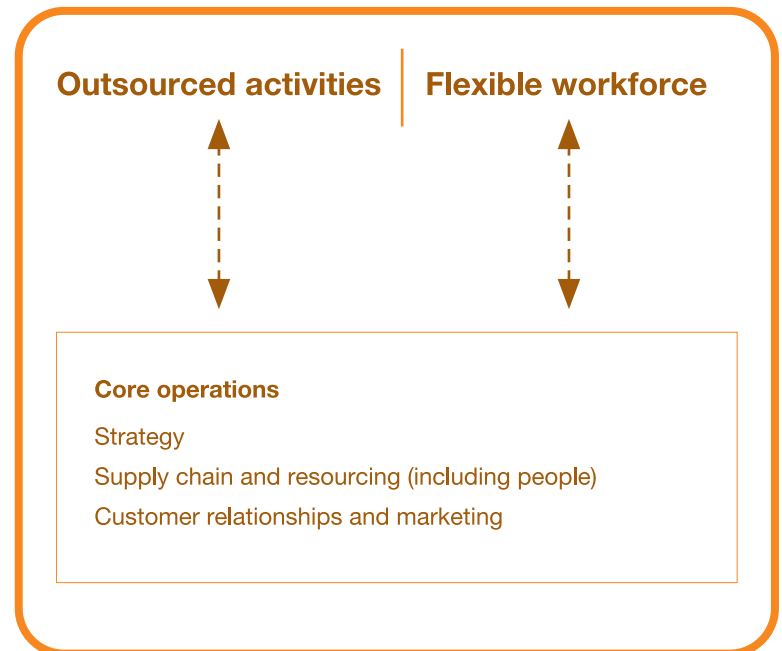 Outsourced activities
Flexible workforce
Core operations
Strategy
Supply chain and resourcing (including people)
Customer relationships and marketing